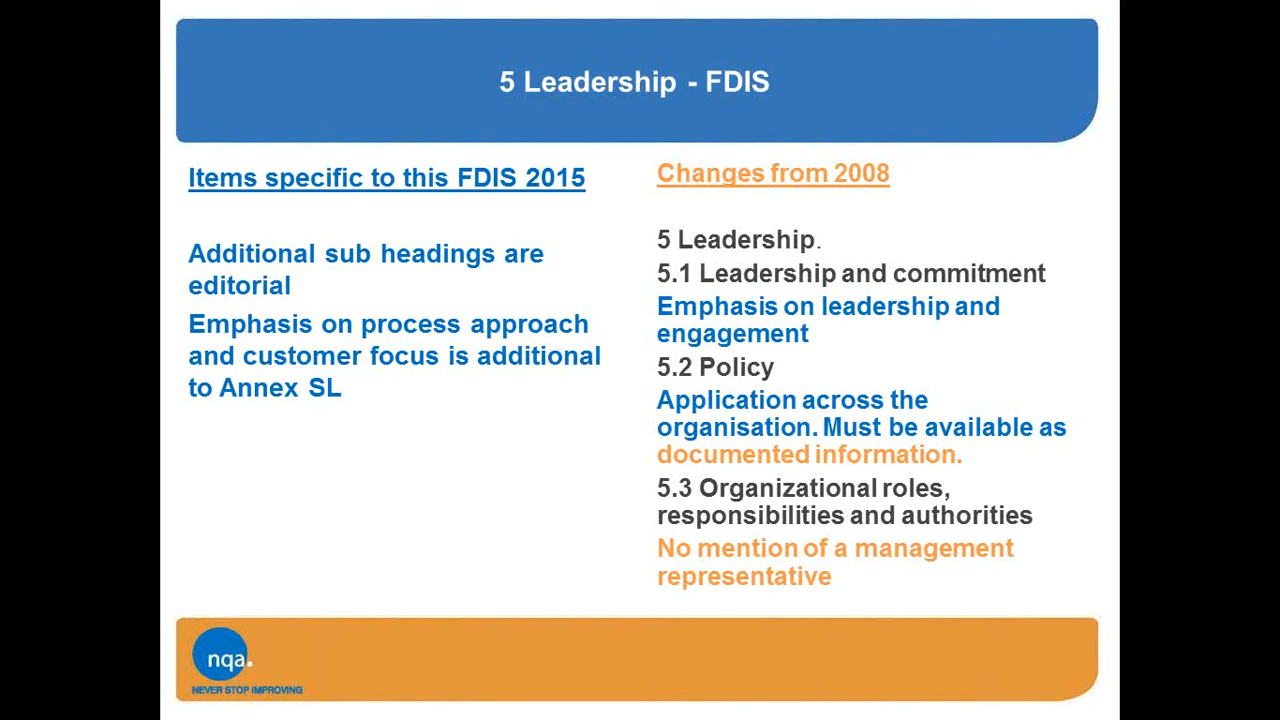 5 Leadership - FDIS
Items specific to this FDIS 2015
Additional sub headings are
editorial
Emphasis on process approach
and customer focus is additional
to Annex SL
Changes from 2008
5 Leadership.
5.1 Leadership and commitment
Emphasis on leadership and
engagement
5.2 Policy
Application across the
organisation. Must be available as
documented information.
5.3 Organizational roles,
responsibilities and authorities
No mention of a management
representative
nqa.
NEVER STOP IMPROVING